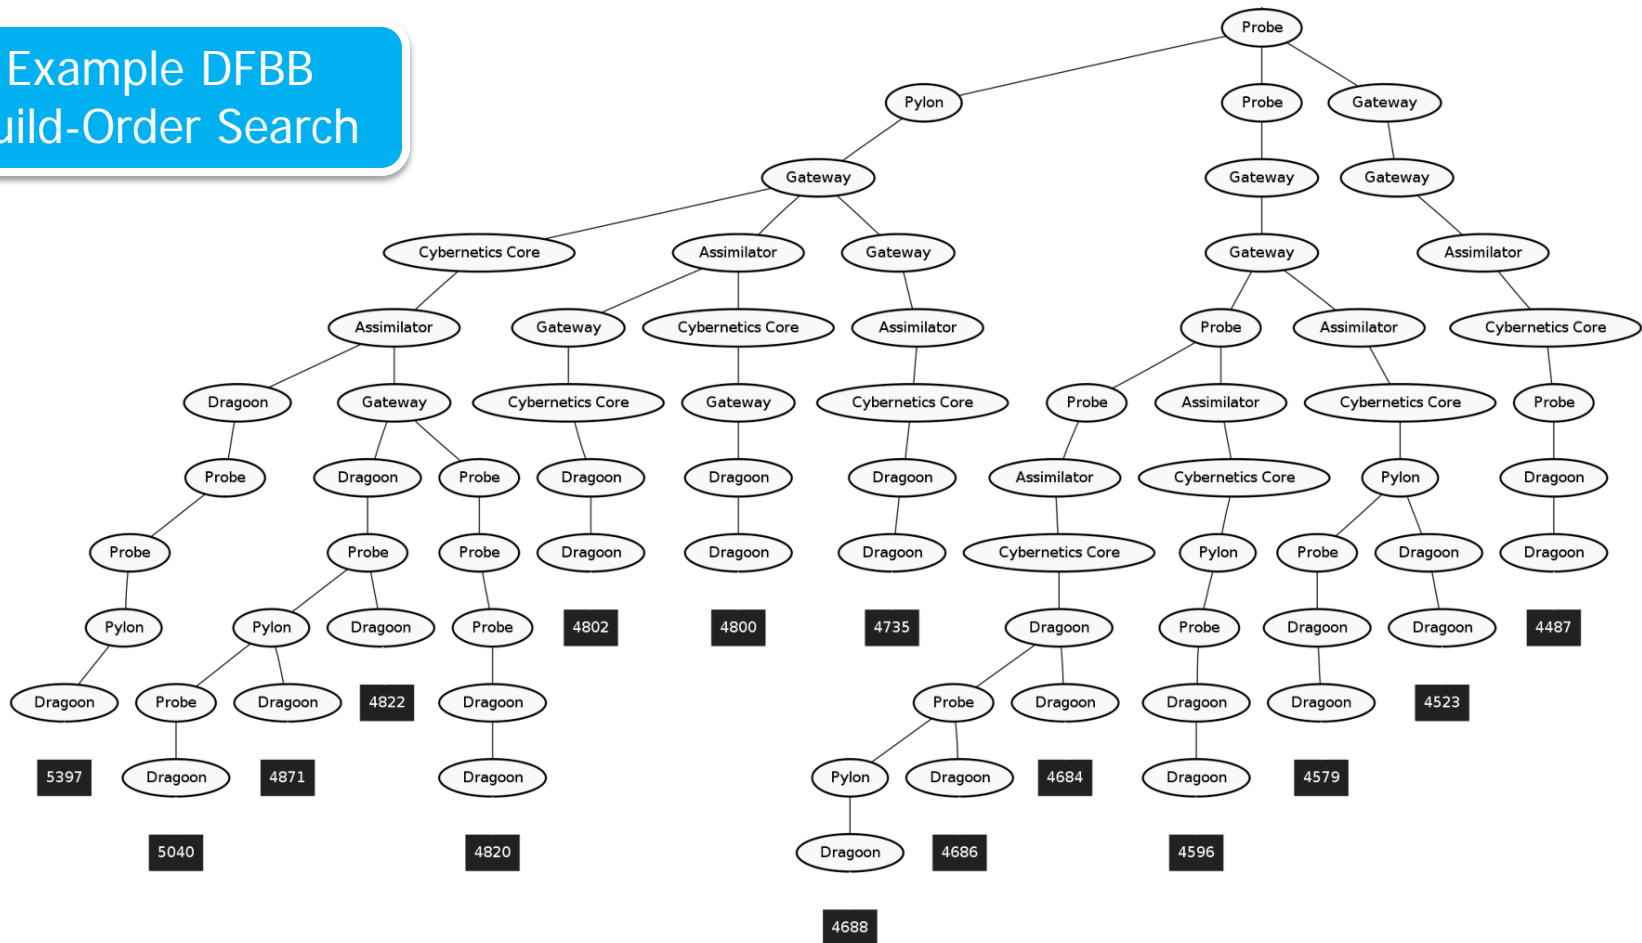 Example DFBB
uild-Order Search
Probe
Pylon Probe Gateway
Gateway Gateway Gateway
Cybernetics Core Assimilator Gateway Gateway Assimilator
Assimilator Gateway Cybernetics Core Assimilator Probe Assimilator Cybernetics Core
Dragoon Gateway Cybernetics Core Gateway Cybernetics Core Probe Assimilator Cybernetics Core Probe
Probe Dragoon Probe Dragoon Dragoon Dragoon Assimilator Cybernetics Core Pylon Dragoon
Probe Probe Probe Dragoon Dragoon Dragoon Cybernetics Core Pylon Probe Dragoon Dragoon
Pylon Pylon Dragoon Probe 4802 4800 4735 Dragoon Probe Dragoon Dragoon 4487
Dragoon Probe Dragoon 4822 Dragoon Probe Dragoon Dragoon Dragoon 4523
5397 Dragoon 4871 Dragoon Pylon Dragoon 4684 Dragoon 4579
5040 4820 Dragoon 4686 4596
4688